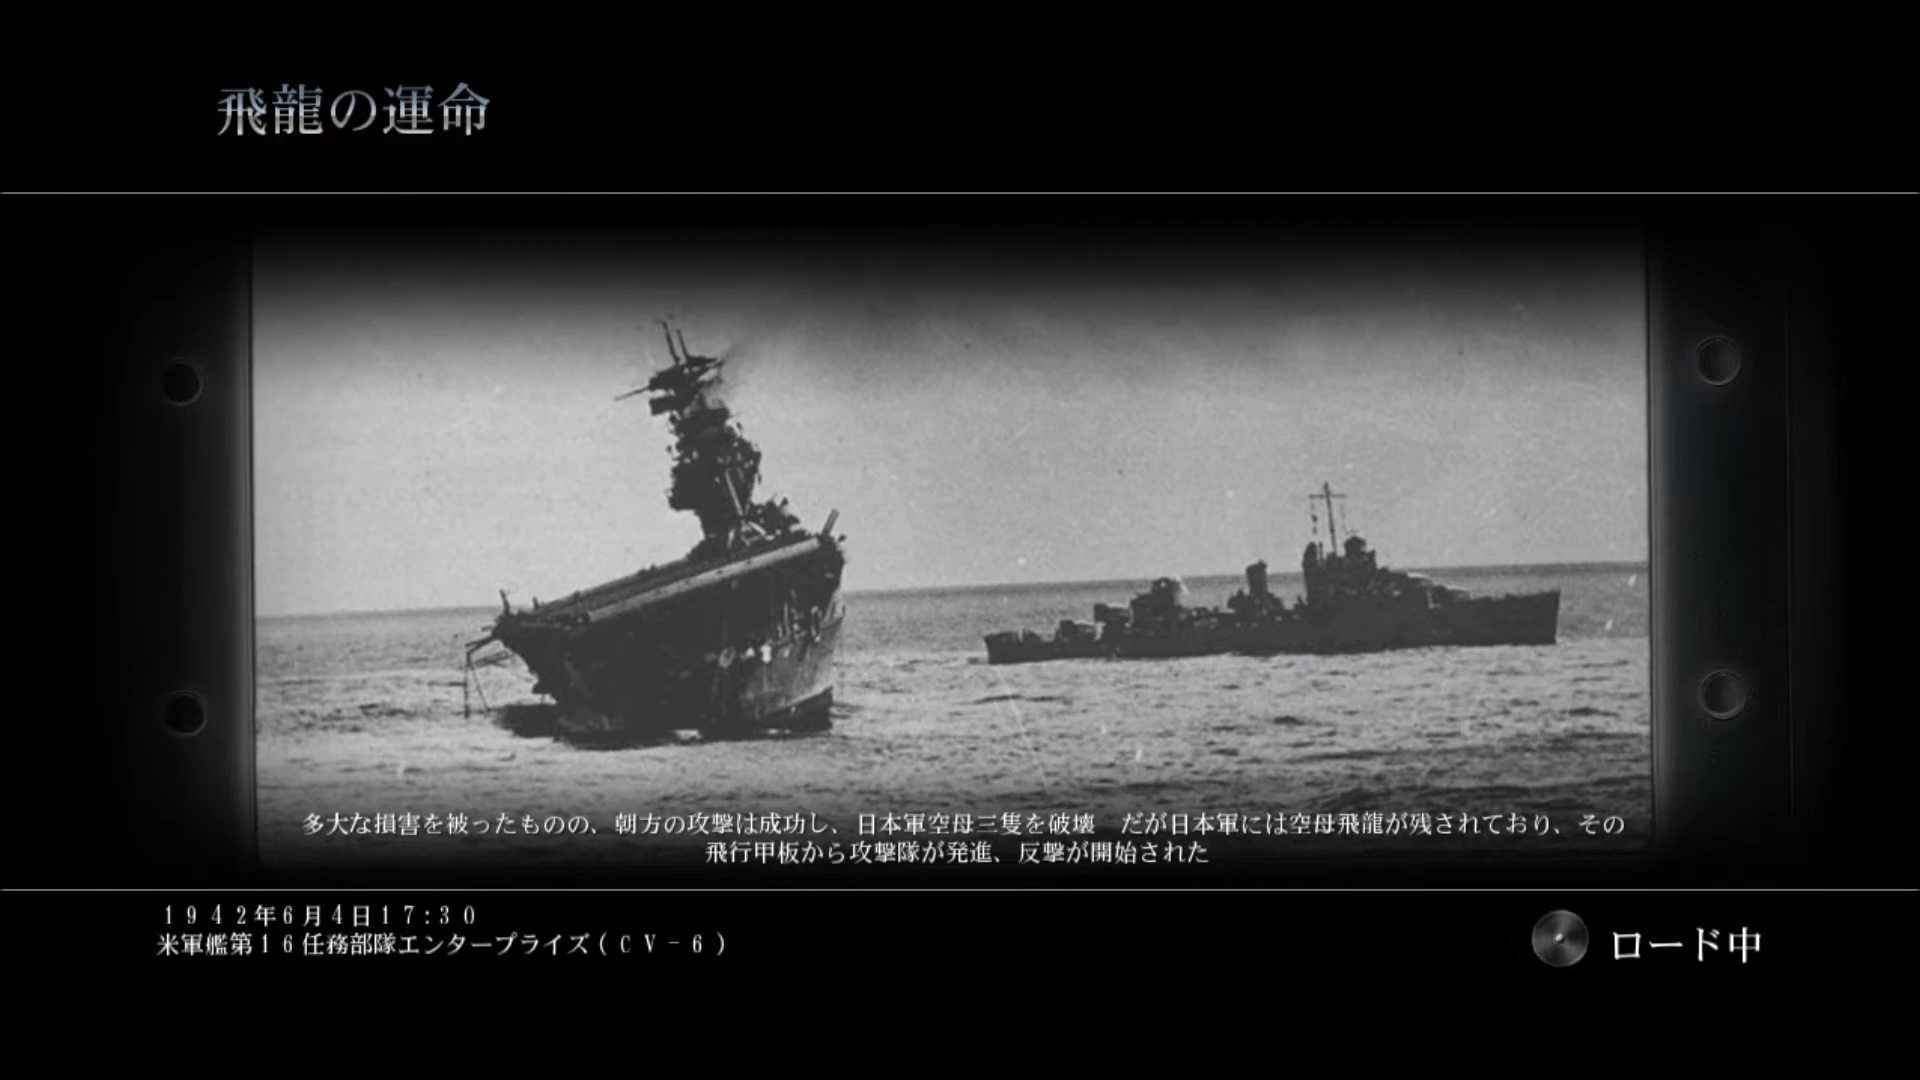 飛龍の運命
多大な損害を被ったものの、朝方の攻撃は成功し、日本軍空母三隻を破壊　だが日本軍には空母飛龍が残されており、その
飛行甲板から攻撃隊が発進、反撃が開始された
1942年6月4日17:30
米軍艦第16任務部隊エンタープライズ(CV-6)
ロード中